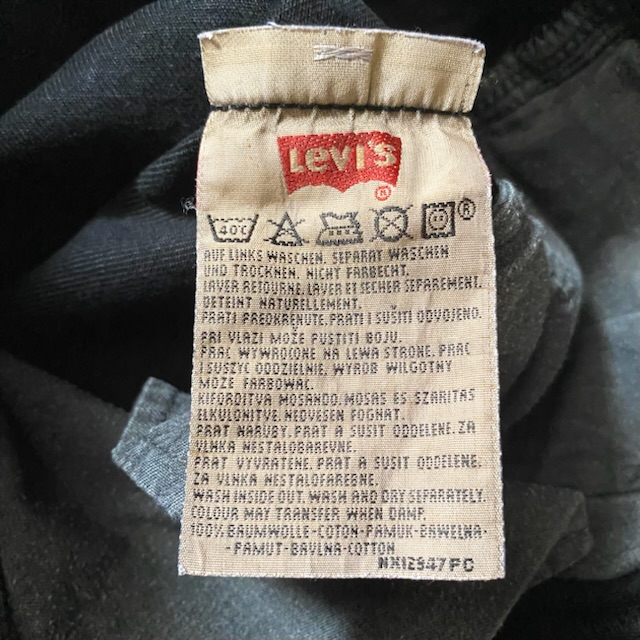 Levi's
®
40C ®
AUF LINKS WASCHEN. SEPARAT WASCHEN
UND TROCKNEN. NICHT FARBECHT.
LAVER RETOURNE. LAVER ET SECHER SEPAREMENT.
DETEINT NATURELLEMENT.
PRATI PREOKRENUTE. PRATI I SUŠITI ODVOJENO.
PRI VLAZI MOŽE PUSTITI BOJU.
PRAC WYWROCONE NA LEWA STRONE. PRAC
I SUSZYC ODDZIELNIE, WYROB WILGOTNY
MOZE FARBOWAC.
KIFORDITVA MOSANDO. MOSAS ES SZARITAS
ELKULONITVE. NEDVESEN FOGHAT.
PRAT NARUBY. PRAT A SUSIT ODDELENE. ZA
VLHKA NESTALOBAREVNE.
PRAT VYVRATENE. PRAT A SUSIT ODDELENE.
ZA VLHKA NESTALOFAREBNE.
WASH INSIDE OUT. WASH AND DRY SEPARATELY.
COLOUR MAY TRANSFER WHEN DAMP.
100% BAUMWOLLE-COTON-PAMUK-BAWELNA-
-PAMUT-BAVLNA-COTTON
NX12947PC